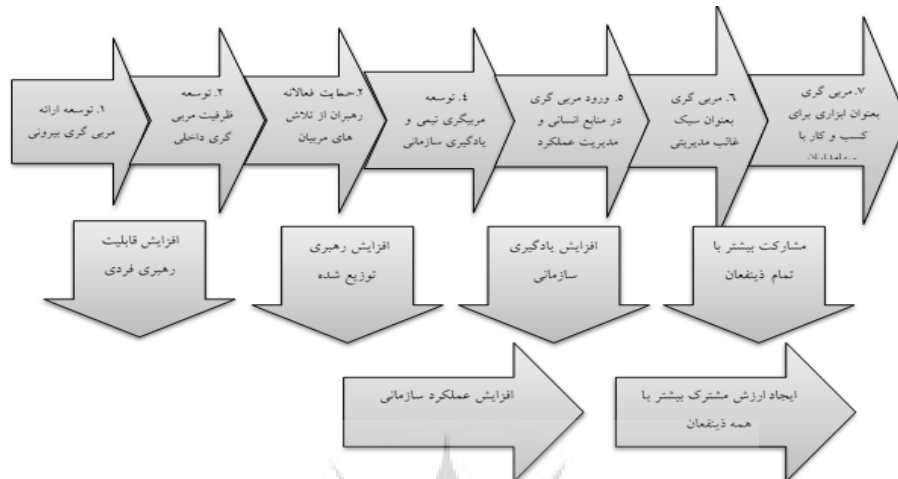 ۱. توسعه ارائه
مربی گری بیرونی
۲. توسعه
ظرفیت مربی
گری داخلی
۳.حمایت فعالانه
رهبران از تلاش
های مربیان
۴. توسعه
مربیگری تیمی و
یادگیری سازمانی
۵. ورود مربی گری
در منابع انسانی و
مدیریت عملکرد
۶. مربی گری
بعنوان سبک
غالب مدیریتی
۷. مربی گری
بعنوان ابزاری برای
کسب و کار با
افزایش قابلیت
رهبری فردی
افزایش رهبری
توزیع شده
افزایش یادگیری
سازمانی
مشارکت بیشتر با
تمام ذینفعان
افزایش عملکرد سازمانی
ایجاد ارزش مشترک بیشتر با
همه ذینفعان